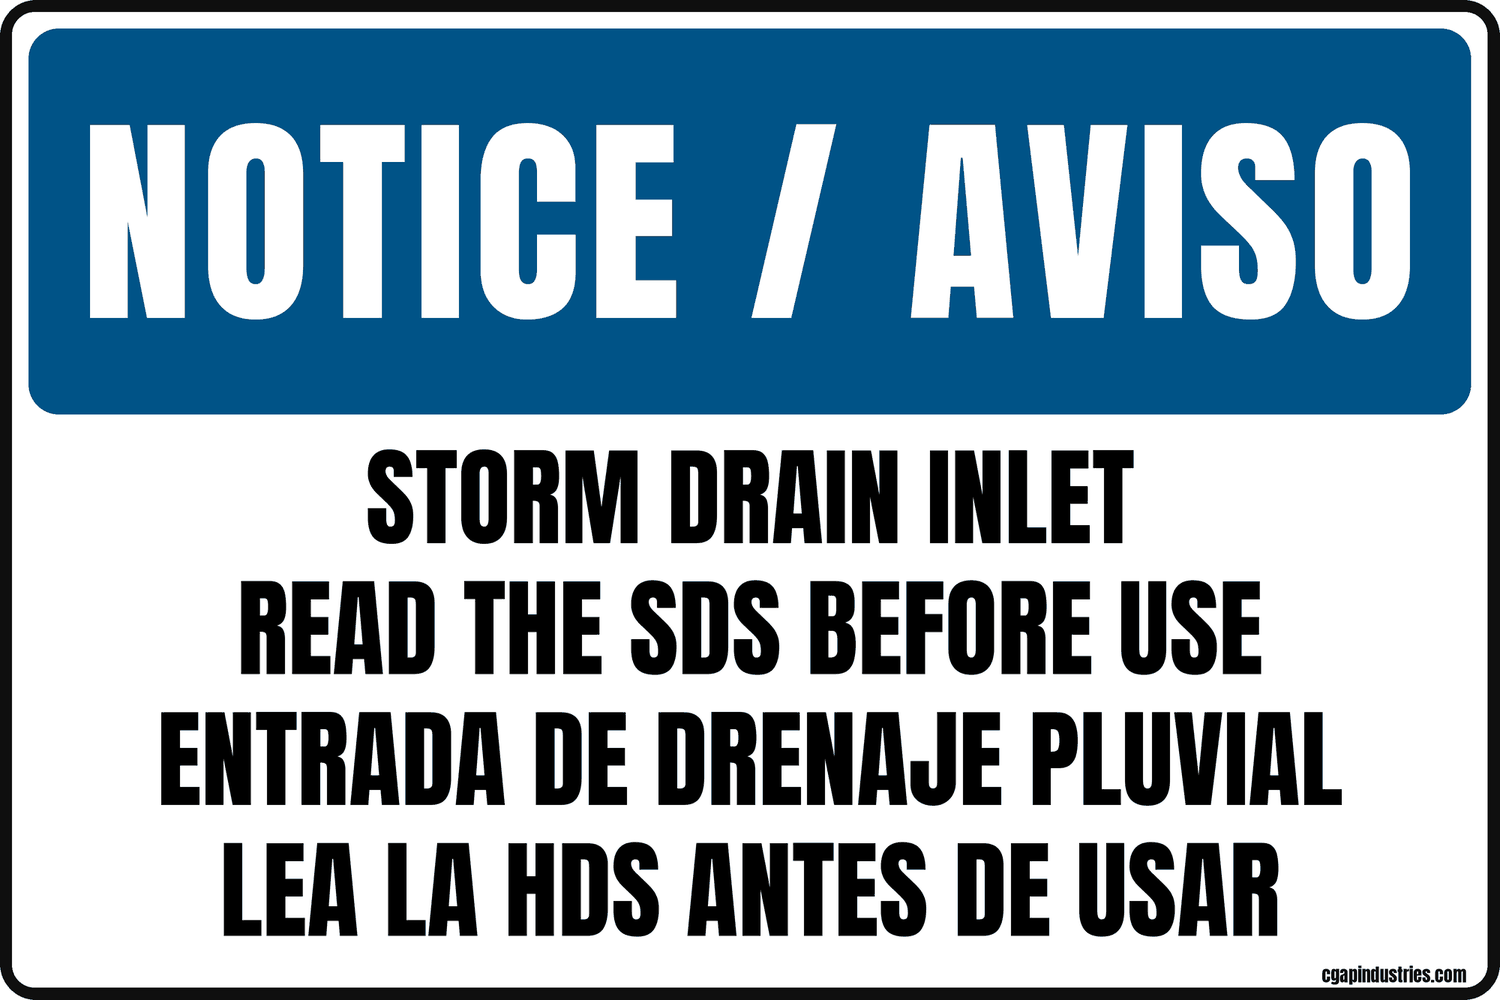 NOTICE / AVISO
STORM DRAIN INLET
READ THE SDS BEFORE USE
ENTRADA DE DRENAJE PLUVIAL
LEA LA HDS ANTES DE USAR
cgapindustries.com